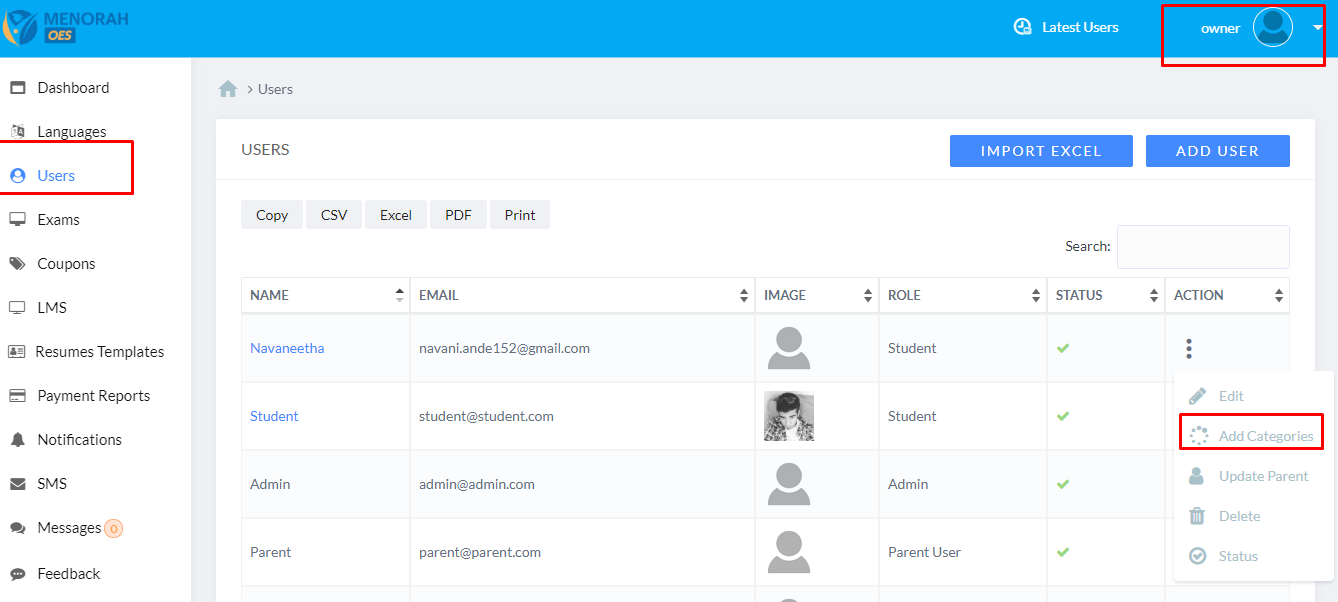 MENORAH
OES
Latest Users
owner
Dashboard
Languages
Users
Exams
Coupons
LMS
Resumes Templates
Payment Reports
Notifications
SMS
Messages 0
Feedback
> Users
USERS
IMPORT EXCEL
ADD USER
Copy CSV Excel PDF Print
Search:
NAME EMAIL IMAGE ROLE STATUS ACTION
Navaneetha navani.ande152@gmail.com Student
Student student@student.com Student
Admin admin@admin.com Admin
Parent parent@parent.com Parent User
Edit
Add Categories
Update Parent
Delete
Status